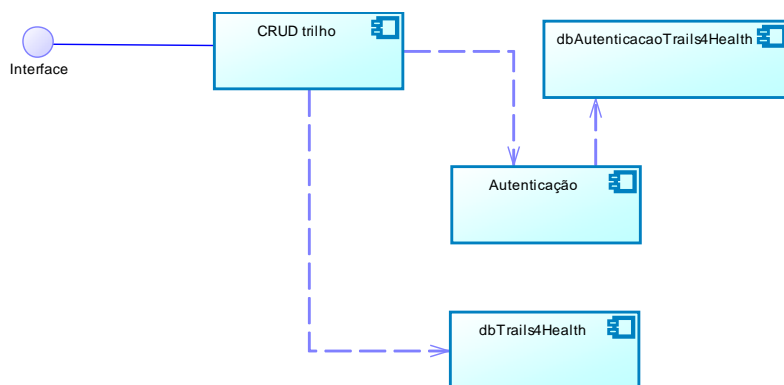 CRUD trilho
dbAutenticacaoTrails4Health
Interface
Autenticação
dbTrails4Health